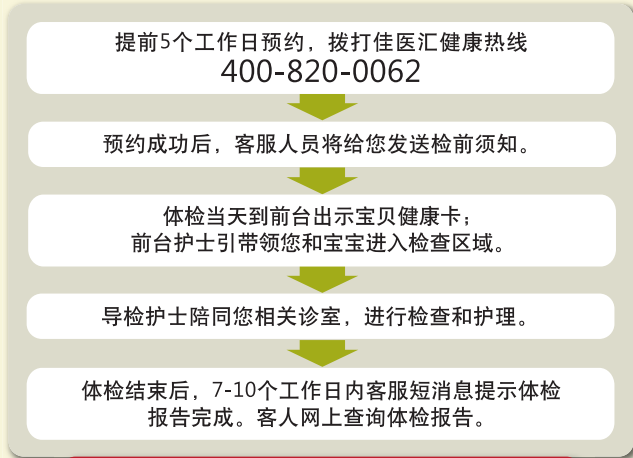 提前5个工作日预约，拨打佳医汇健康热线
400-820-0062
预约成功后，客服人员将给您发送检前须知。
体检当天到前台出示宝贝健康卡；
前台护士引带领您和宝宝进入检查区域。
导检护士陪同您相关诊室，进行检查和护理。
体检结束后，7-10个工作日内客服短消息提示体检
报告完成。客人网上查询体检报告。